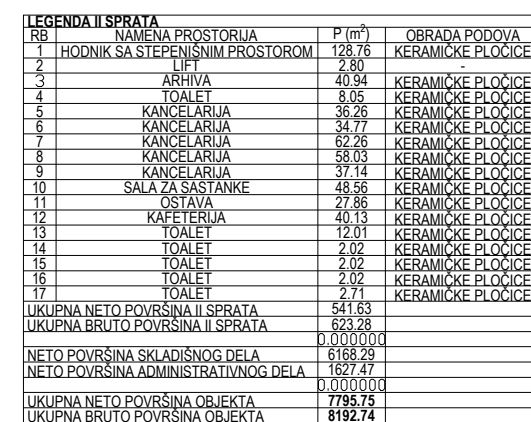 LEGENDA II SPRATA
RB NAMENA PROSTORIJA P (m²) OBRADA PODOVA
1 HODNIK SA STEPENIŠNIM PROSTOROM 128.76 KERAMIČKE PLOČICE
2 LIFT 2.80 -
3 ARHIVA 40.94 KERAMIČKE PLOČICE
4 TOALET 8.05 KERAMIČKE PLOČICE
5 KANCELARIJA 36.26 KERAMIČKE PLOČICE
6 KANCELARIJA 34.77 KERAMIČKE PLOČICE
7 KANCELARIJA 62.26 KERAMIČKE PLOČICE
8 KANCELARIJA 58.03 KERAMIČKE PLOČICE
9 KANCELARIJA 37.14 KERAMIČKE PLOČICE
10 SALA ZA SASTANKE 48.56 KERAMIČKE PLOČICE
11 OSTAVA 27.86 KERAMIČKE PLOČICE
12 KAFETERIJA 40.13 KERAMIČKE PLOČICE
13 TOALET 12.01 KERAMIČKE PLOČICE
14 TOALET 2.02 KERAMIČKE PLOČICE
15 TOALET 2.02 KERAMIČKE PLOČICE
16 TOALET 2.02 KERAMIČKE PLOČICE
17 TOALET 2.71 KERAMIČKE PLOČICE
UKUPNA NETO POVRŠINA II SPRATA 541.63
UKUPNA BRUTO POVRŠINA II SPRATA 623.28
0.000000
NETO POVRŠINA SKLADIŠNOG DELA 6168.29
NETO POVRŠINA ADMINISTRATIVNOG DELA 1627.47
0.000000
UKUPNA NETO POVRŠINA OBJEKTA 7795.75
UKUPNA BRUTO POVRŠINA OBJEKTA 8192.74